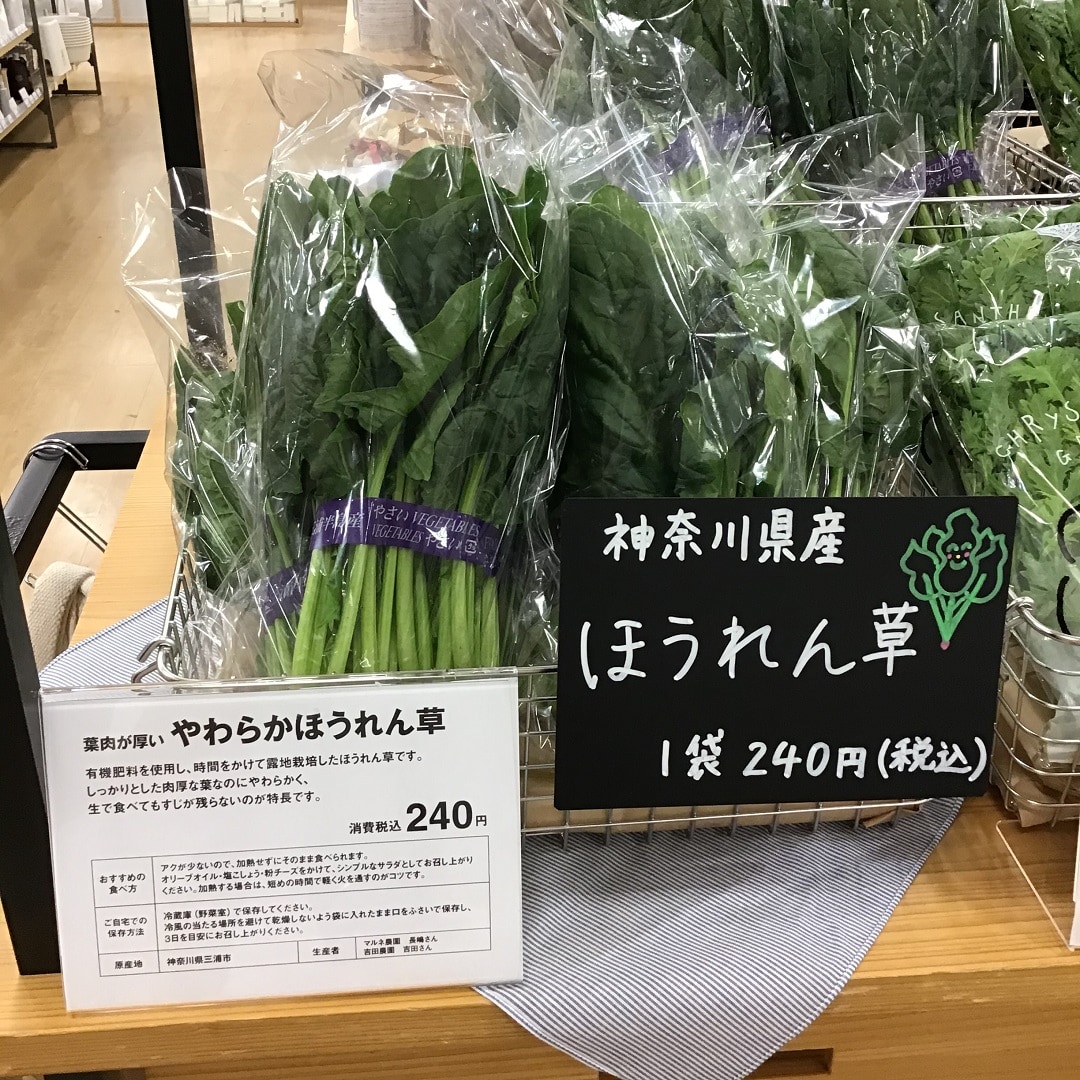 やさい VEGETABLES
VEGETABLES やさい
やさい
SANTH
CHRYS
G
神奈川県産
ほうれん草
1袋 240円(税込)
葉肉が厚い やわらかほうれん草
有機肥料を使用し、時間をかけて露地栽培したほうれん草です。
しっかりとした肉厚な葉なのにやわらかく、
生で食べてもすじが残らないのが特長です。
消費税込 240円
おすすめの
食べ方
アクが少ないので、加熱せずにそのまま食べられます。
オリーブオイル・塩こしょう・粉チーズをかけて、シンプルなサラダとしてお召し上がり
ください。加熱する場合は、短めの時間で軽く火を通すのがコツです。
ご自宅での
保存方法
冷蔵庫(野菜室)で保存してください。
冷風の当たる場所を避けて乾燥しないよう袋に入れたまま口をふさいで保存し、
3日を目安にお召し上がりください。
原産地 神奈川県三浦市 生産者 マルネ農園 長嶋さん
吉田農園 吉田さん